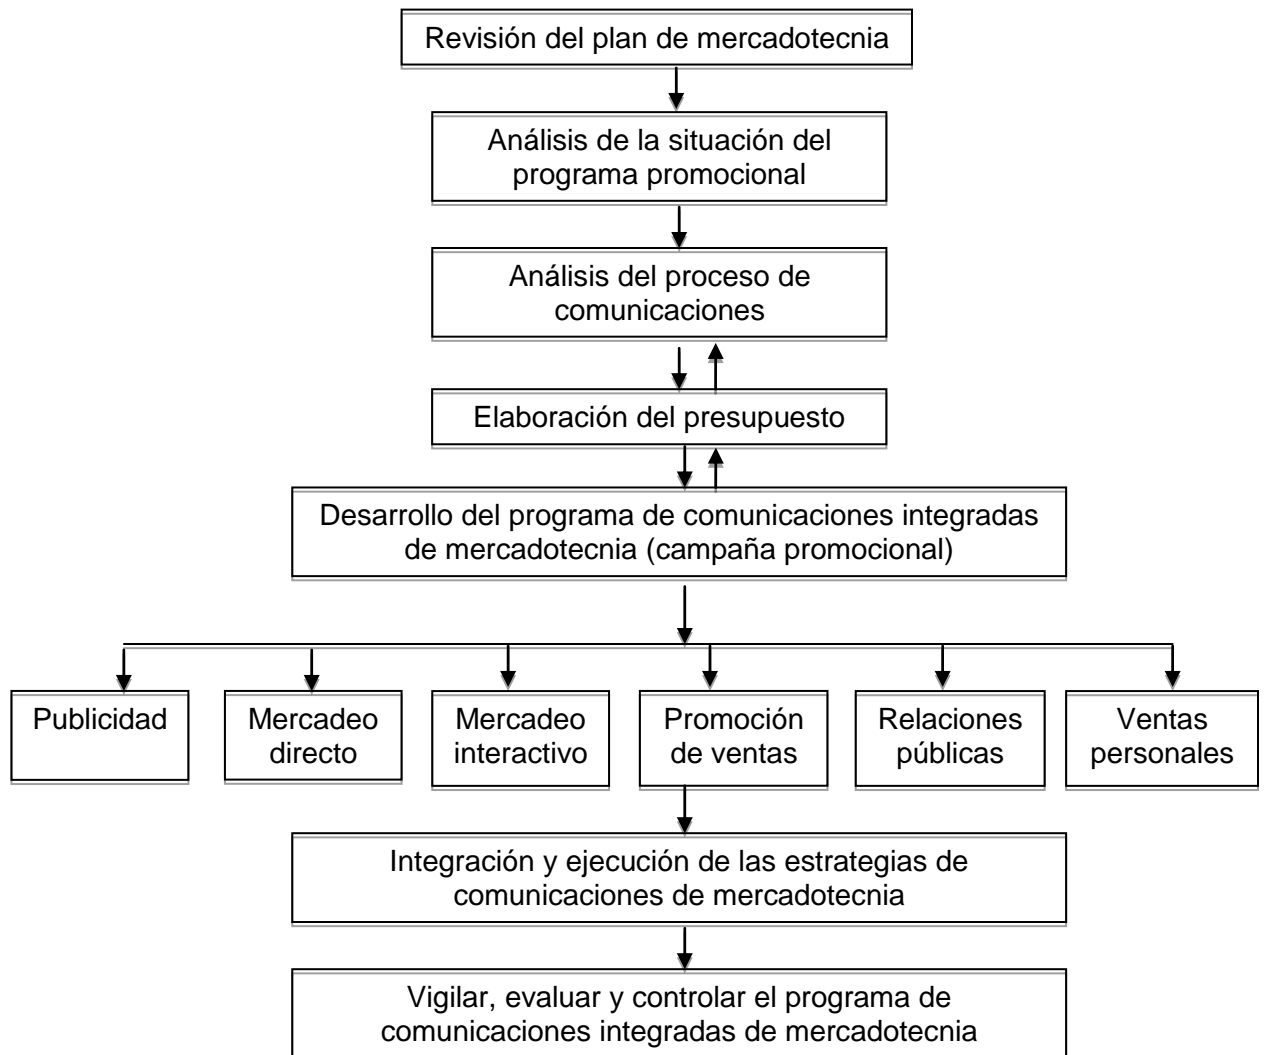 Revisión del plan de mercadotecnia
Análisis de la situación del
programa promocional
Análisis del proceso de
comunicaciones
Elaboración del presupuesto
Desarrollo del programa de comunicaciones integradas
de mercadotecnia (campaña promocional)
Publicidad
Mercadeo
directo
Mercadeo
interactivo
Promoción
de ventas
Relaciones
públicas
Ventas
personales
Integración y ejecución de las estrategias de
comunicaciones de mercadotecnia
Vigilar, evaluar y controlar el programa de
comunicaciones integradas de mercadotecnia